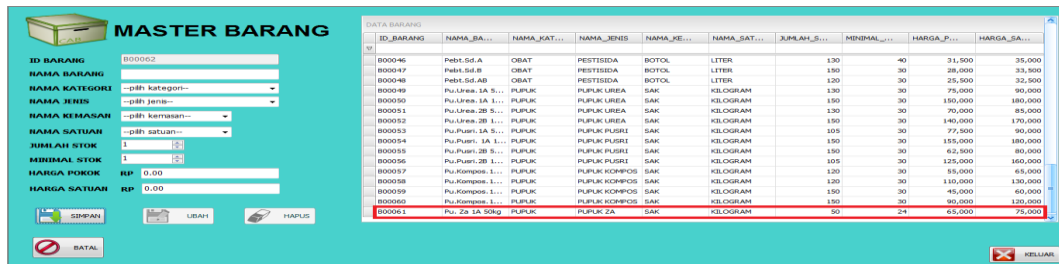 MASTER BARANG
ID BARANG B00062
NAMA BARANG
NAMA KATEGORI --pilih kategori--
NAMA JENIS --pilih jenis--
NAMA KEMASAN --pilih kemasan--
NAMA SATUAN --pilih satuan--
JUMLAH STOK 1
MINIMAL STOK 1
HARGA POKOK RP 0.00
HARGA SATUAN RP 0.00
SIMPAN UBAH HAPUS
BATAL
DATA BARANG
ID_BARANG NAMA_BA... NAMA_KAT... NAMA_JENIS NAMA_KE... NAMA_SAT... JUMLAH_S... MINIMAL_... HARGA_P... HARGA_SA...
B00046 Pebt.Sd.A OBAT PESTISIDA BOTOL LITER 130 40 31,500 35,000
B00047 Pebt.Sd.B OBAT PESTISIDA BOTOL LITER 150 30 28,000 33,500
B00048 Pebt.Sd.AB OBAT PESTISIDA BOTOL LITER 120 30 25,500 32,500
B00049 Pu.Urea.1A 5... PUPUK PUPUK UREA SAK KILOGRAM 130 30 75,000 90,000
B00050 Pu.Urea.1A 1... PUPUK PUPUK UREA SAK KILOGRAM 150 30 150,000 180,000
B00051 Pu.Urea.2B 5... PUPUK PUPUK UREA SAK KILOGRAM 130 30 70,000 85,000
B00052 Pu.Urea.2B 1... PUPUK PUPUK UREA SAK KILOGRAM 150 30 140,000 170,000
B00053 Pu.Pusri.1A 5... PUPUK PUPUK PUSRI SAK KILOGRAM 105 30 77,500 90,000
B00054 Pu.Pusri. 1A 1... PUPUK PUPUK PUSRI SAK KILOGRAM 150 30 155,000 180,000
B00055 Pu.Pusri.2B 5... PUPUK PUPUK PUSRI SAK KILOGRAM 150 30 62,500 80,000
B00056 Pu.Pusri.2B 1... PUPUK PUPUK PUSRI SAK KILOGRAM 105 30 125,000 160,000
B00057 Pu.Kompos.1... PUPUK PUPUK KOMPOS SAK KILOGRAM 120 30 55,000 65,000
B00058 Pu.Kompos.1... PUPUK PUPUK KOMPOS SAK KILOGRAM 120 30 110,000 130,000
B00059 Pu.Kompos.1... PUPUK PUPUK KOMPOS SAK KILOGRAM 150 30 45,000 60,000
B00060 Pu.Kompos.1... PUPUK PUPUK KOMPOS SAK KILOGRAM 150 30 90,000 120,000
B00061 Pu. Za 1A 50kg PUPUK PUPUK ZA SAK KILOGRAM 50 24 65,000 75,000
KELUAR